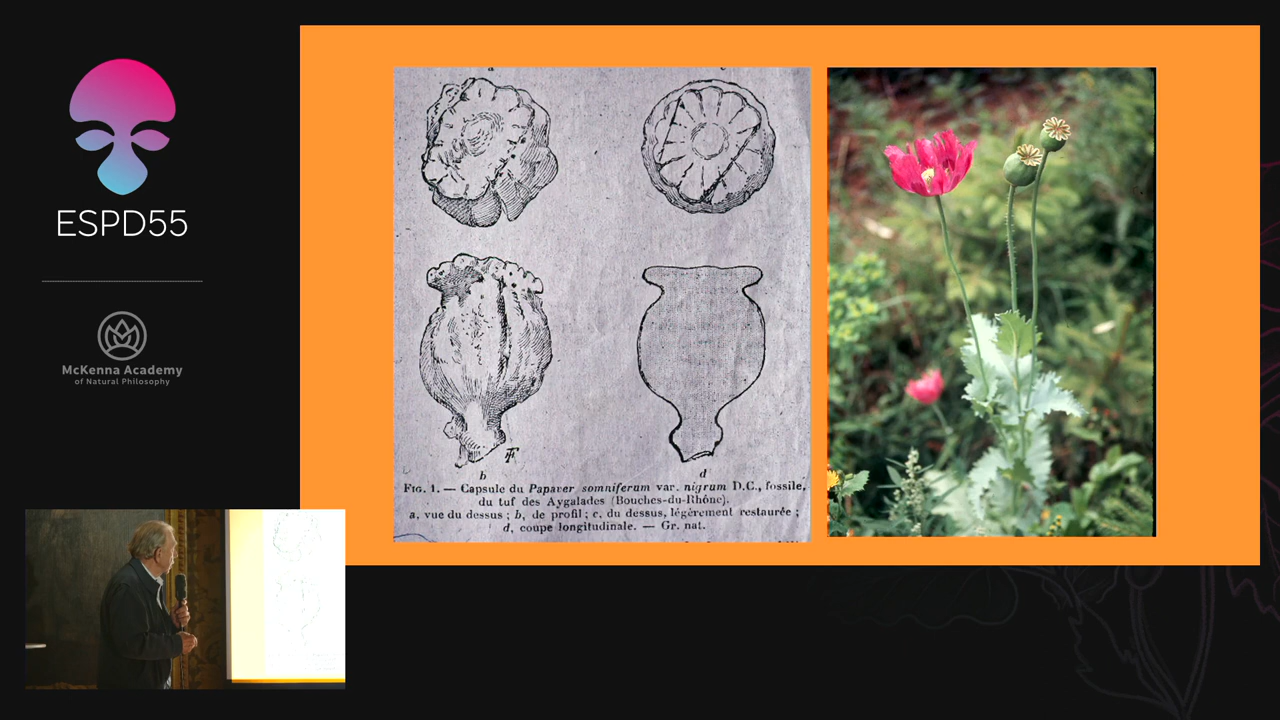 ESPD55
McKenna Academy
of Natural Philosophy
c
b
d
FIG. 1. — Capsule du Papaver somniferum var. nigrum D.C., fossile,
du tuf des Aygalades (Bouches-du-Rhône).
a, vue du dessus ; b, de profil ; c, du dessus, légèrement restaurée ;
d, coupe longitudinale. — Gr. nat.